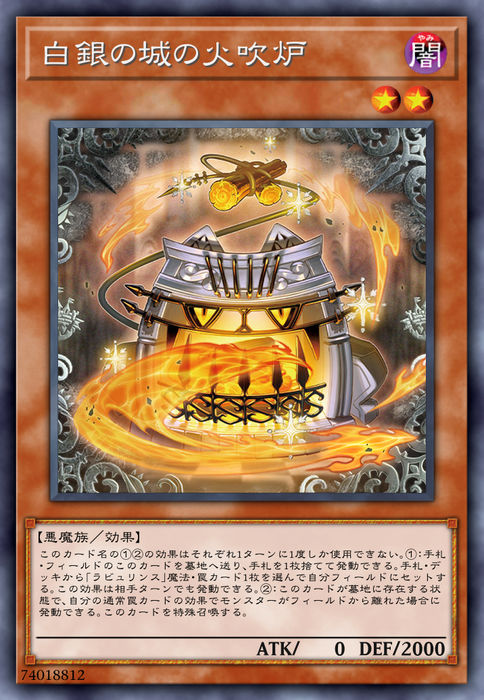 白銀の城の火吹炉
やみ
闇
【悪魔族／効果】
このカード名の①②の効果はそれぞれ1ターンに1度しか使用できない。①：手札
・フィールドのこのカードを墓地へ送り、手札を1枚捨てて発動できる。手札・デ
ッキから「ラビュリンス」魔法・罠カード1枚を選んで自分フィールドにセットす
る。この効果は相手ターンでも発動できる。②：このカードが墓地に存在する状
態で、自分の通常罠カードの効果でモンスターがフィールドから離れた場合に
発動できる。このカードを特殊召喚する。
ATK/ 0 DEF/2000
74018812